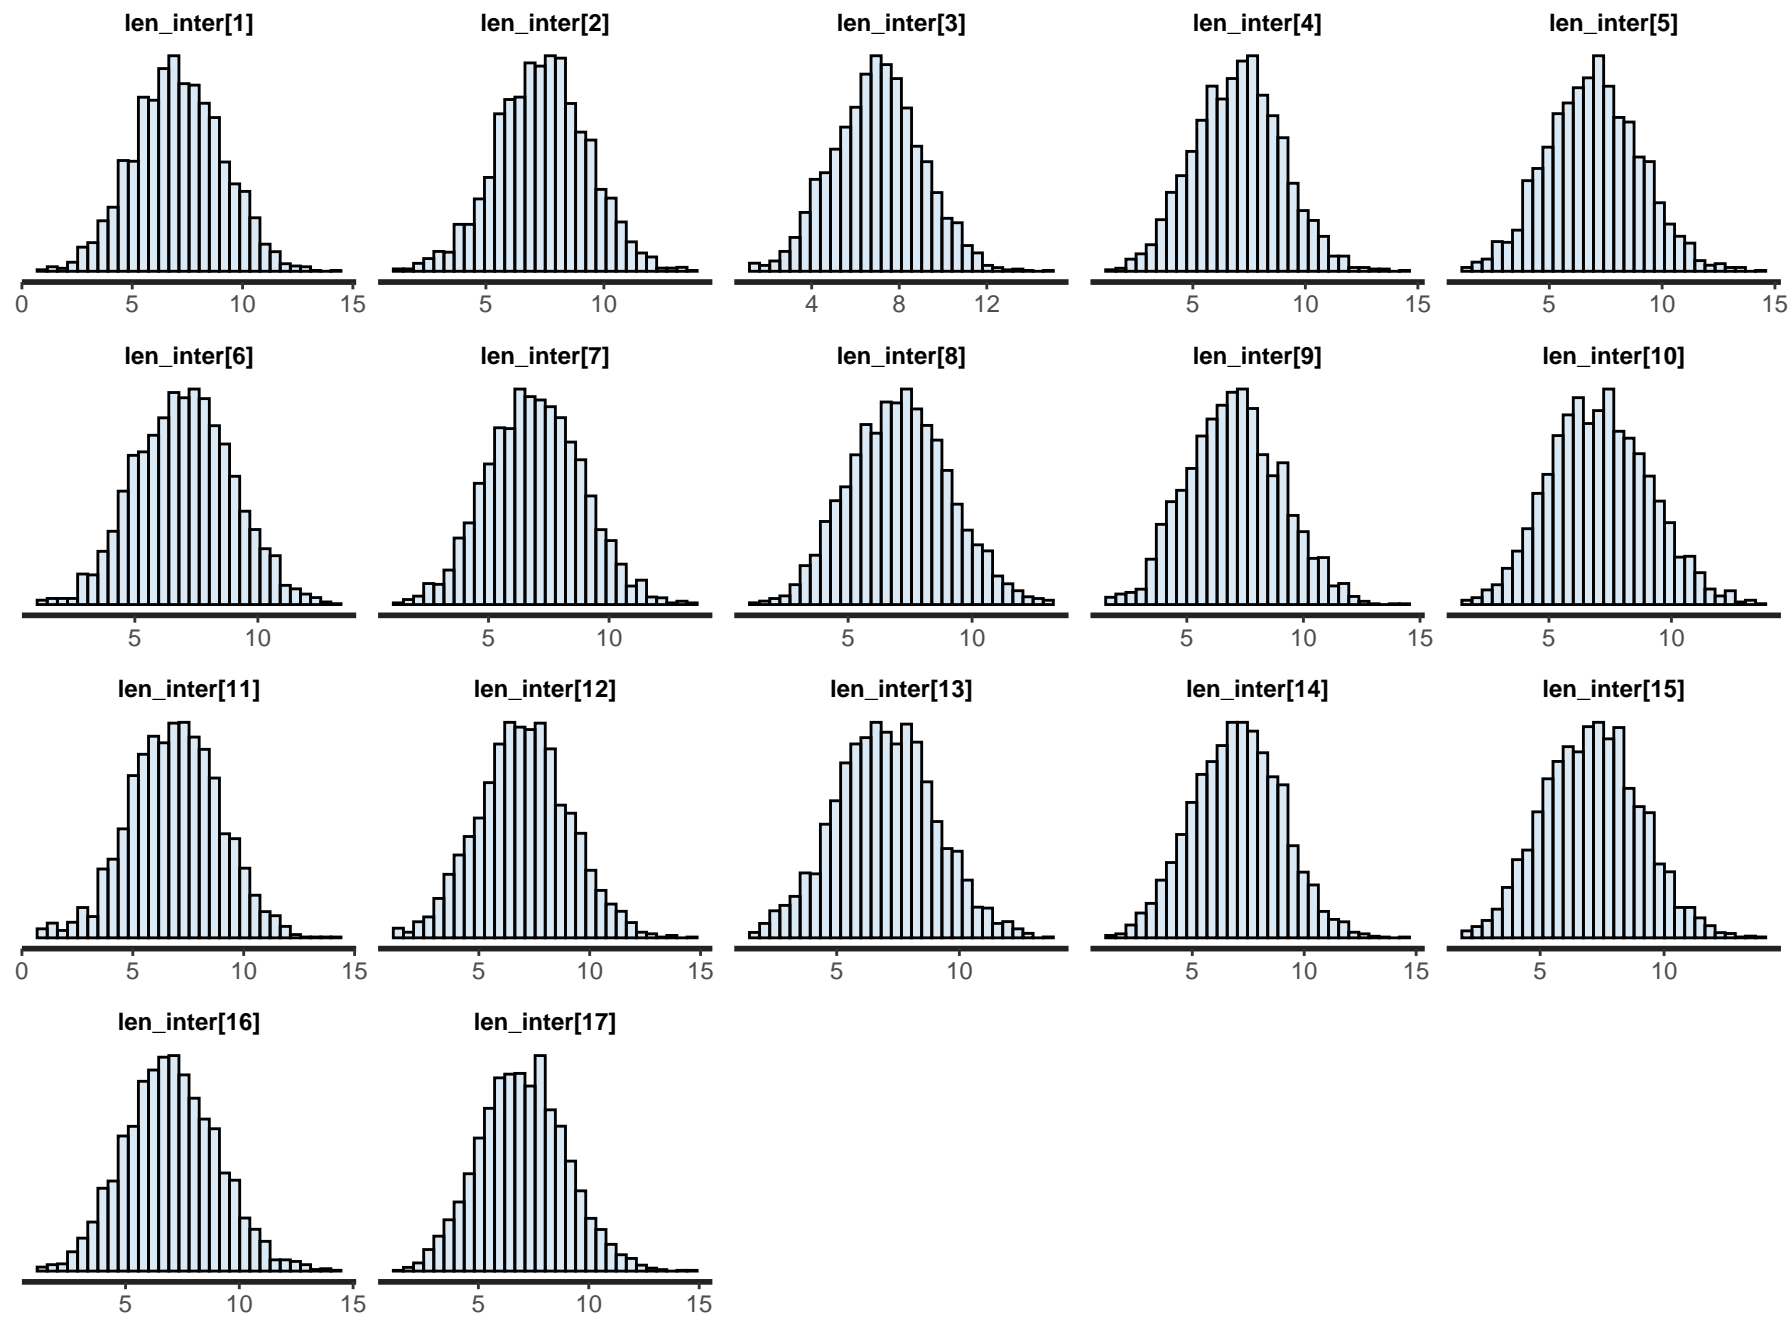 len_inter[1] len_inter[2] len_inter[3] len_inter[4] len_inter[5]
0 5 10 15 5 10 4 8 12 5 10 15 5 10 15
len_inter[6] len_inter[7] len_inter[8] len_inter[9] len_inter[10]
5 10 5 10 5 10 5 10 15 5 10
len_inter[11] len_inter[12] len_inter[13] len_inter[14] len_inter[15]
0 5 10 15 5 10 15 5 10 5 10 15 5 10
len_inter[16] len_inter[17]
5 10 15 5 10 15